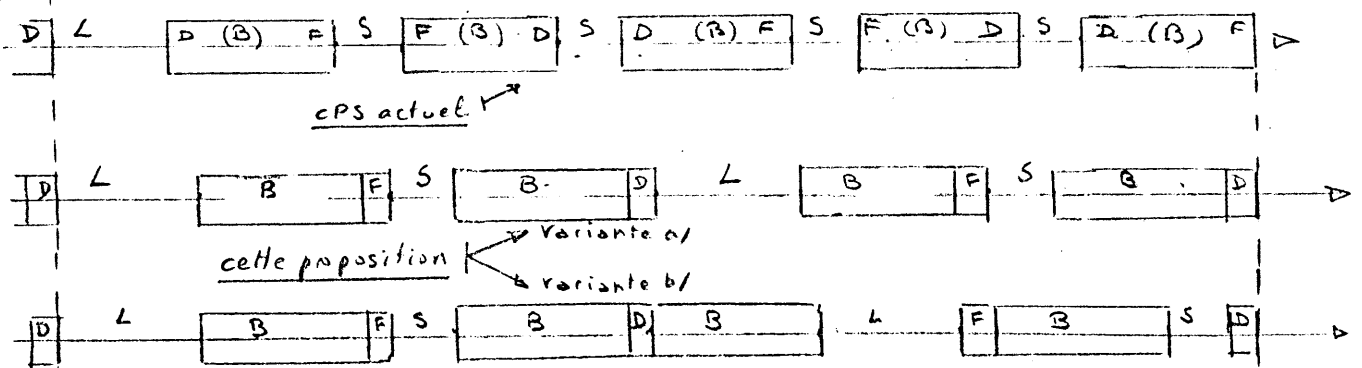 D L D (B) F S F (B) D S D (B) F S F (B) D S D (B) F
CPS actuel
D L B F S B D L B F S B D
variante a/
cette proposition
variante b/
D L B F S B D B L F B S D